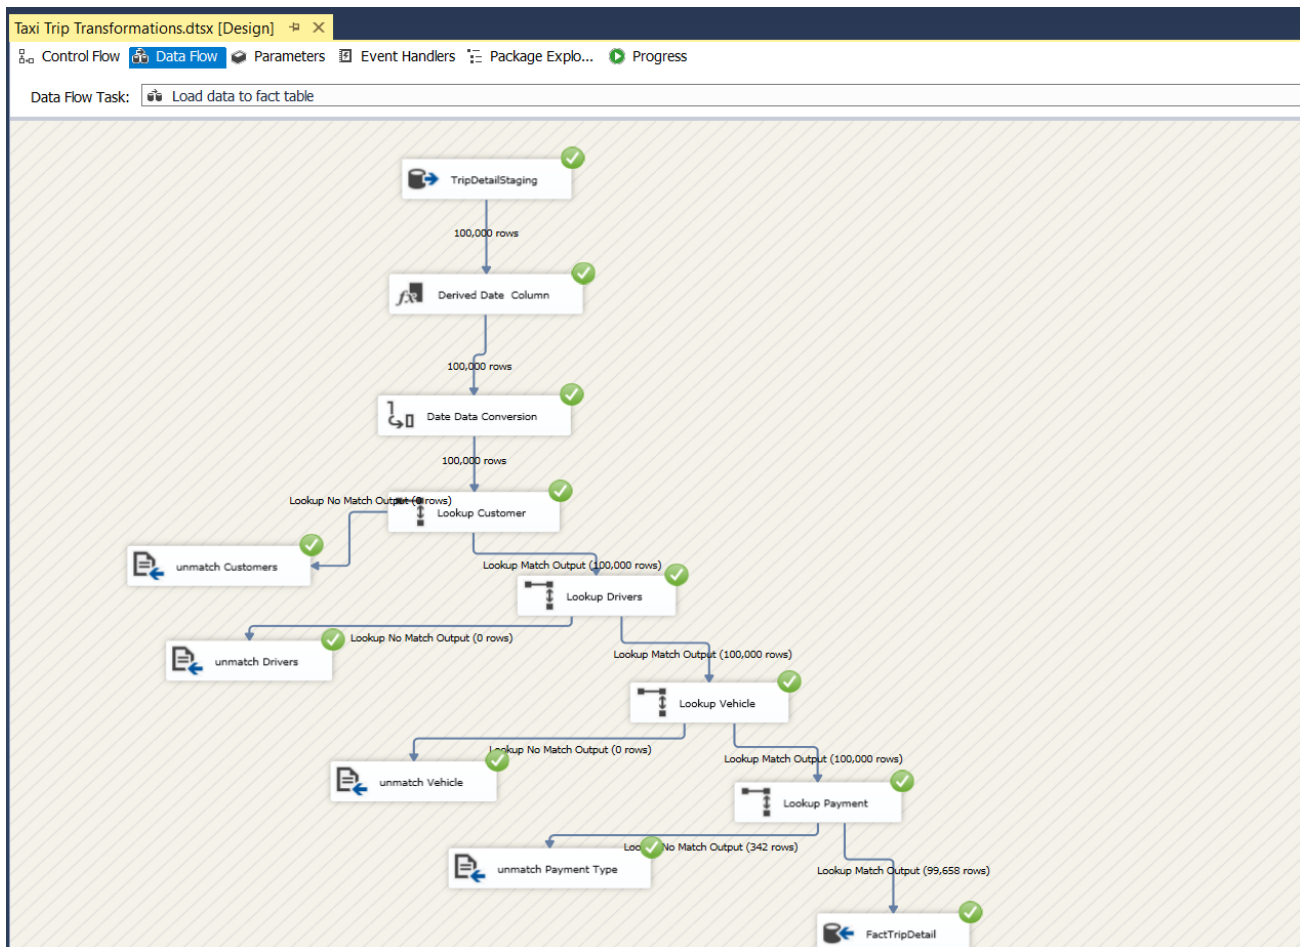 Taxi Trip Transformations.dtsx [Design]
Control Flow Data Flow Parameters Event Handlers Package Explo... Progress
Data Flow Task: Load data to fact table
TripDetailStaging
100,000 rows
Derived Date Column
100,000 rows
Date Data Conversion
100,000 rows
Lookup No Match Output (0 rows)
Lookup Customer
unmatch Customers
Lookup Match Output (100,000 rows)
Lookup Drivers
Lookup No Match Output (0 rows)
unmatch Drivers
Lookup Match Output (100,000 rows)
Lookup Vehicle
Lookup No Match Output (0 rows)
Lookup Match Output (100,000 rows)
unmatch Vehicle
Lookup Payment
Lookup No Match Output (342 rows)
unmatch Payment Type
Lookup Match Output (99,658 rows)
FactTripDetail